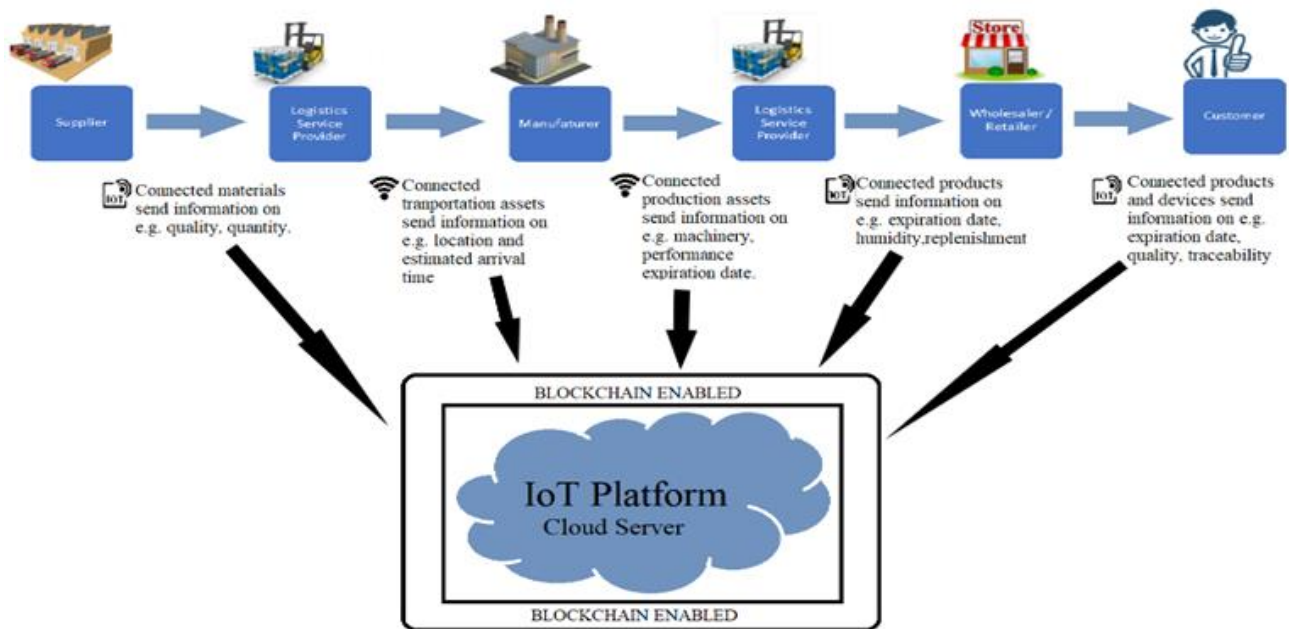 Store
Supplier
Logistics
Service
Provider
Manufaturer
Logistics
Service
Provider
Wholesaler /
Retailer
Customer
IOT
Connected materials
send information on
e.g. quality, quantity.
Connected
tranportation assets
send information on
e.g. location and
estimated arrival
time
Connected
production assets
send information on
e.g. machinery,
performance
expiration date.
IOT
Connected products
send information on
e.g. expiration date,
humidity,replenishment
IOT
Connected products
and devices send
information on e.g.
expiration date,
quality, traceability
BLOCKCHAIN ENABLED
IoT Platform
Cloud Server
BLOCKCHAIN ENABLED